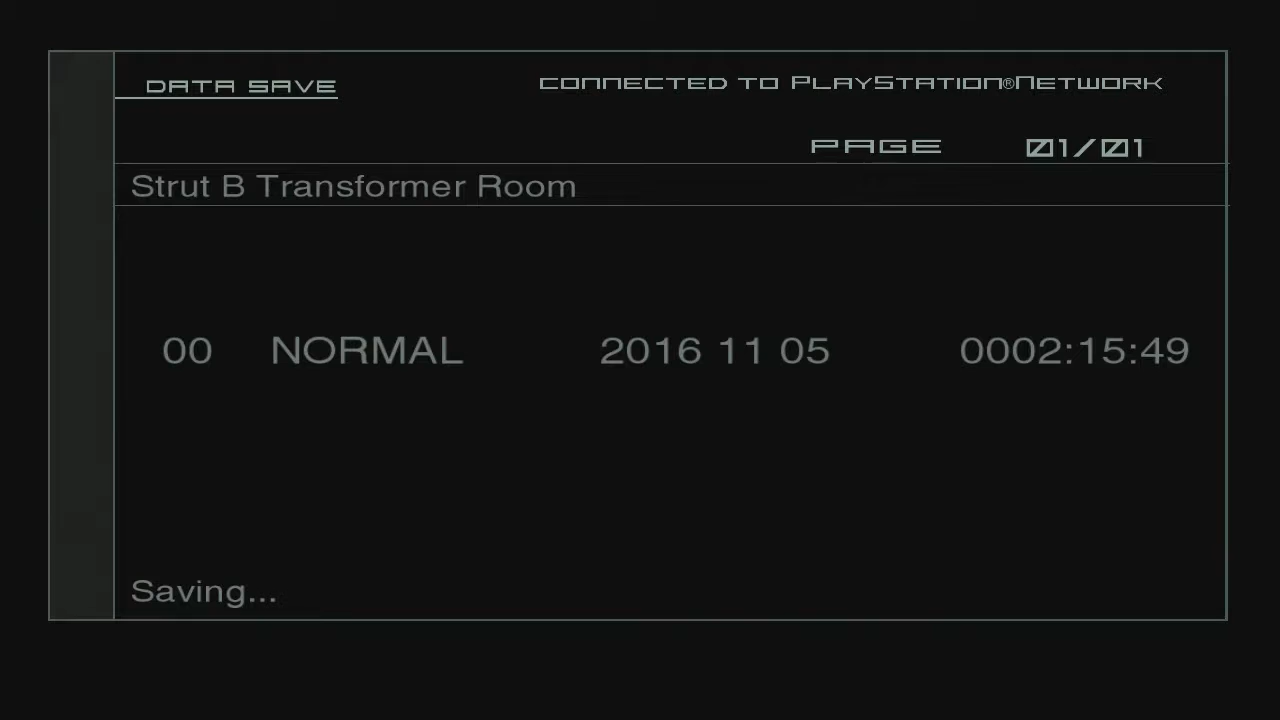 DATA SAVE
CONNECTED TO PLAYSTATION®NETWORK
PAGE 01/01
Strut B Transformer Room
00 NORMAL 2016 11 05 0002:15:49
Saving...